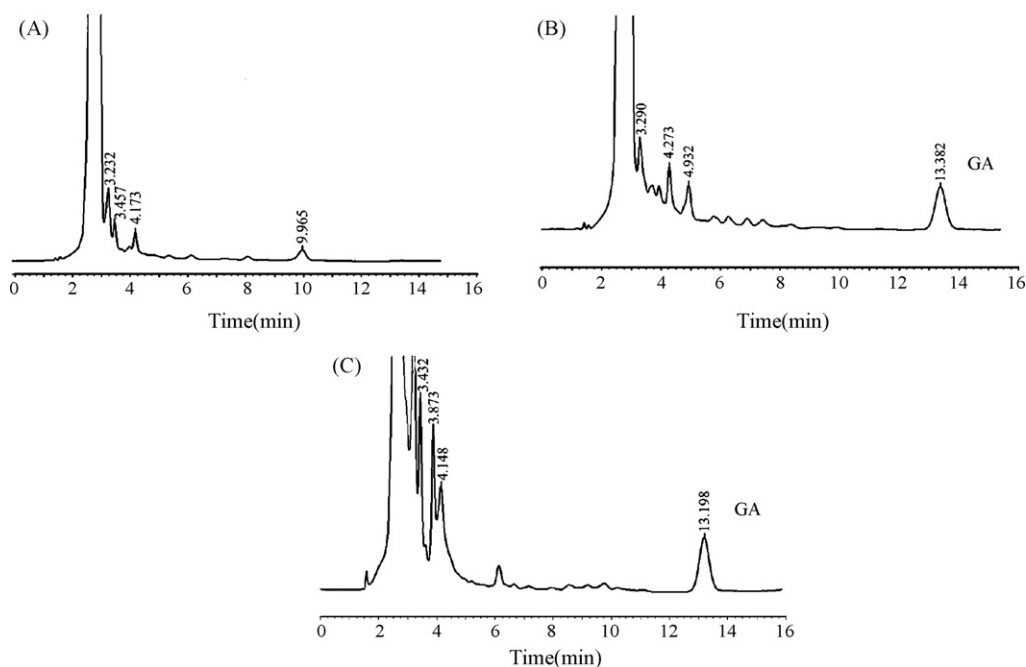 (A)
3.232
3.457
4.173
9.965
0 2 4 6 8 10 12 14 16
Time(min)
(B)
3.290
4.273
4.932
13.382
GA
0 2 4 6 8 10 12 14 16
Time(min)
(C)
3.432
3.873
4.148
13.198
GA
0 2 4 6 8 10 12 14 16
Time(min)